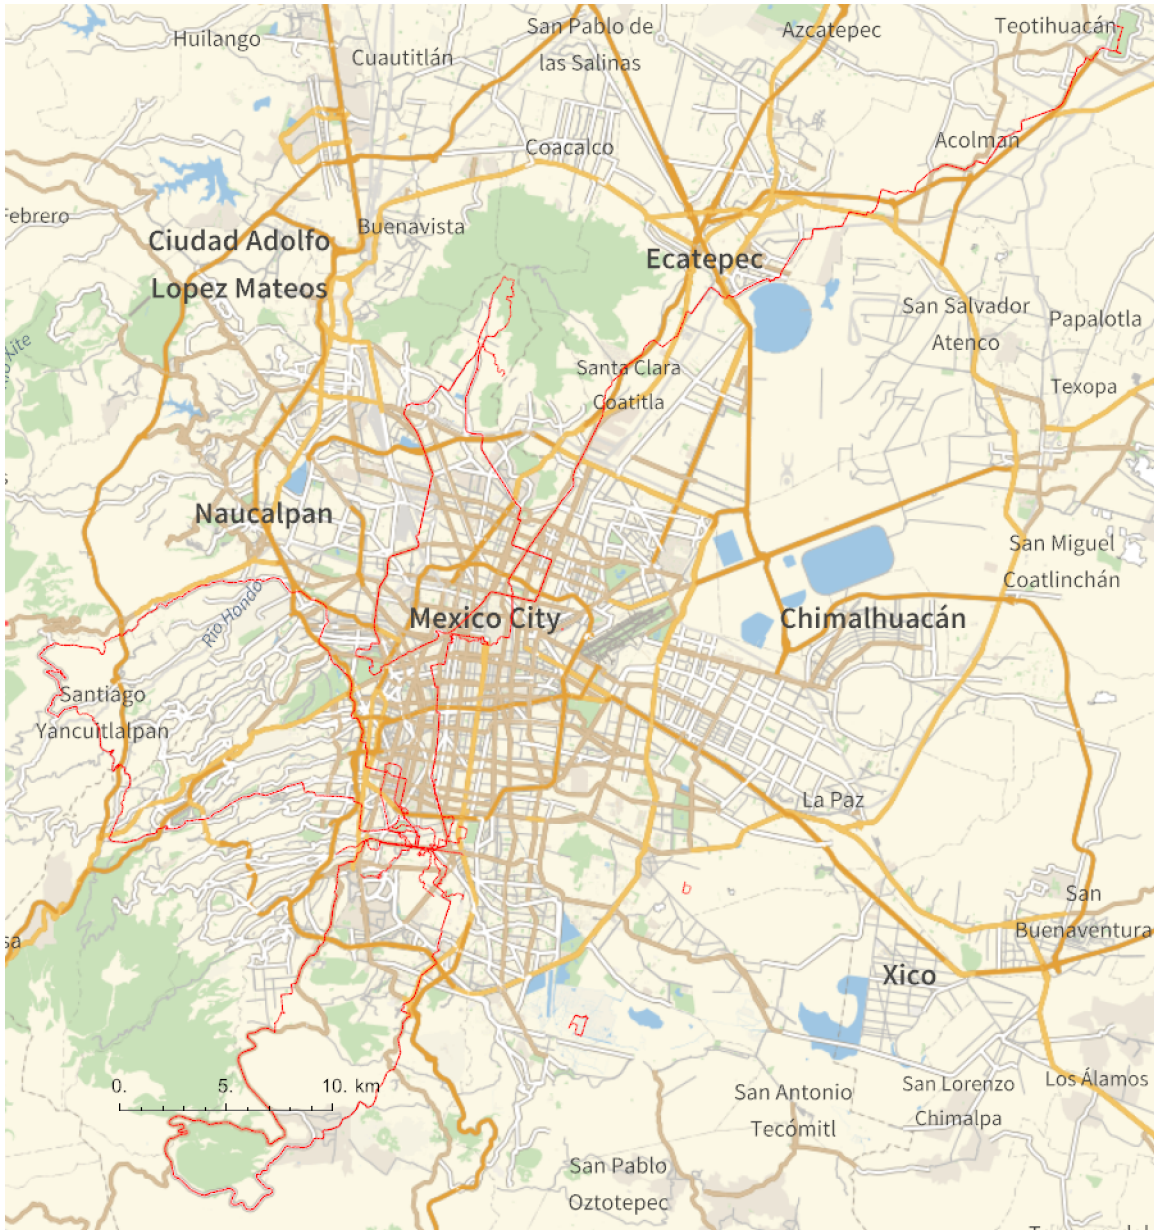 San Pablo de
Azcatepec
Teotihuacán
Huilango
Cuautitlán
las Salinas
Acolman
Coacalco
Febrero
Buenavista
Ciudad Adolfo
Lopez Mateos
Ecatepec
San Salvador
Atenco
Papalotla
Santa Clara
Coatitla
Texopa
Naucalpan
San Miguel
Coatlinchán
Río Hondo
Mexico City
Chimalhuacán
Santiago
Yancuitlalpan
La Paz
San
Buenaventura
sa
Xico
0. 5. 10. km
San Antonio
Tecómitl
San Lorenzo
Chimalpa
Los Álamos
San Pablo
Oztotepec